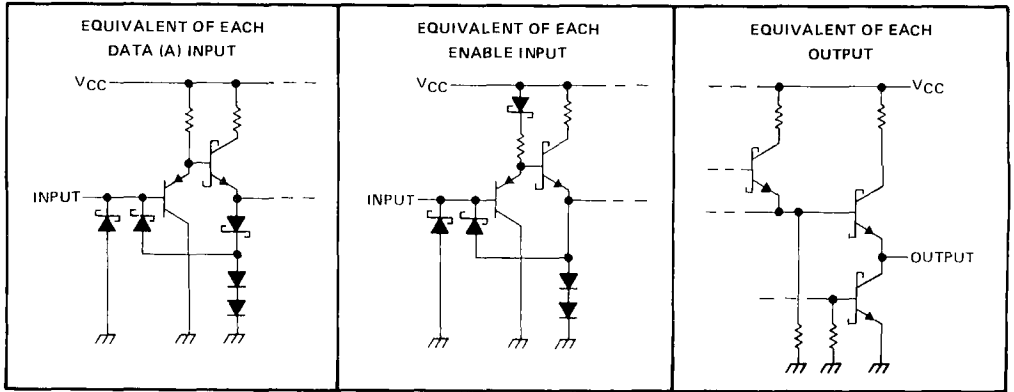 EQUIVALENT OF EACH
DATA (A) INPUT
VCC
INPUT
EQUIVALENT OF EACH
ENABLE INPUT
VCC
INPUT
EQUIVALENT OF EACH
OUTPUT
VCC
OUTPUT